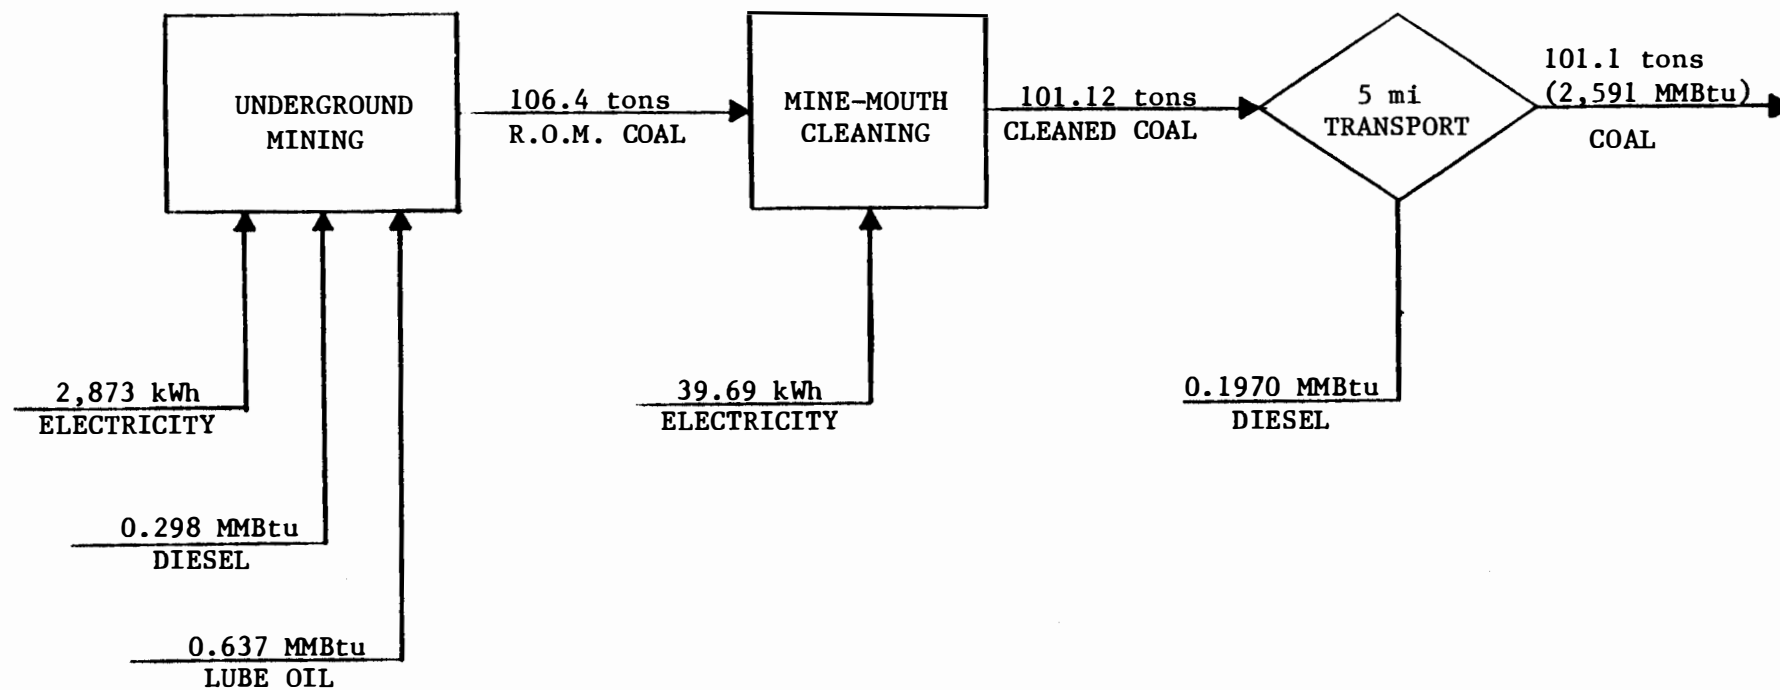 UNDERGROUND
MINING
106.4 tons
R.O.M. COAL
MINE-MOUTH
CLEANING
101.12 tons
CLEANED COAL
5 mi
TRANSPORT
101.1 tons
(2,591 MMBtu)
COAL
2,873 kWh
ELECTRICITY
39.69 kWh
ELECTRICITY
0.1970 MMBtu
DIESEL
0.298 MMBtu
DIESEL
0.637 MMBtu
LUBE OIL